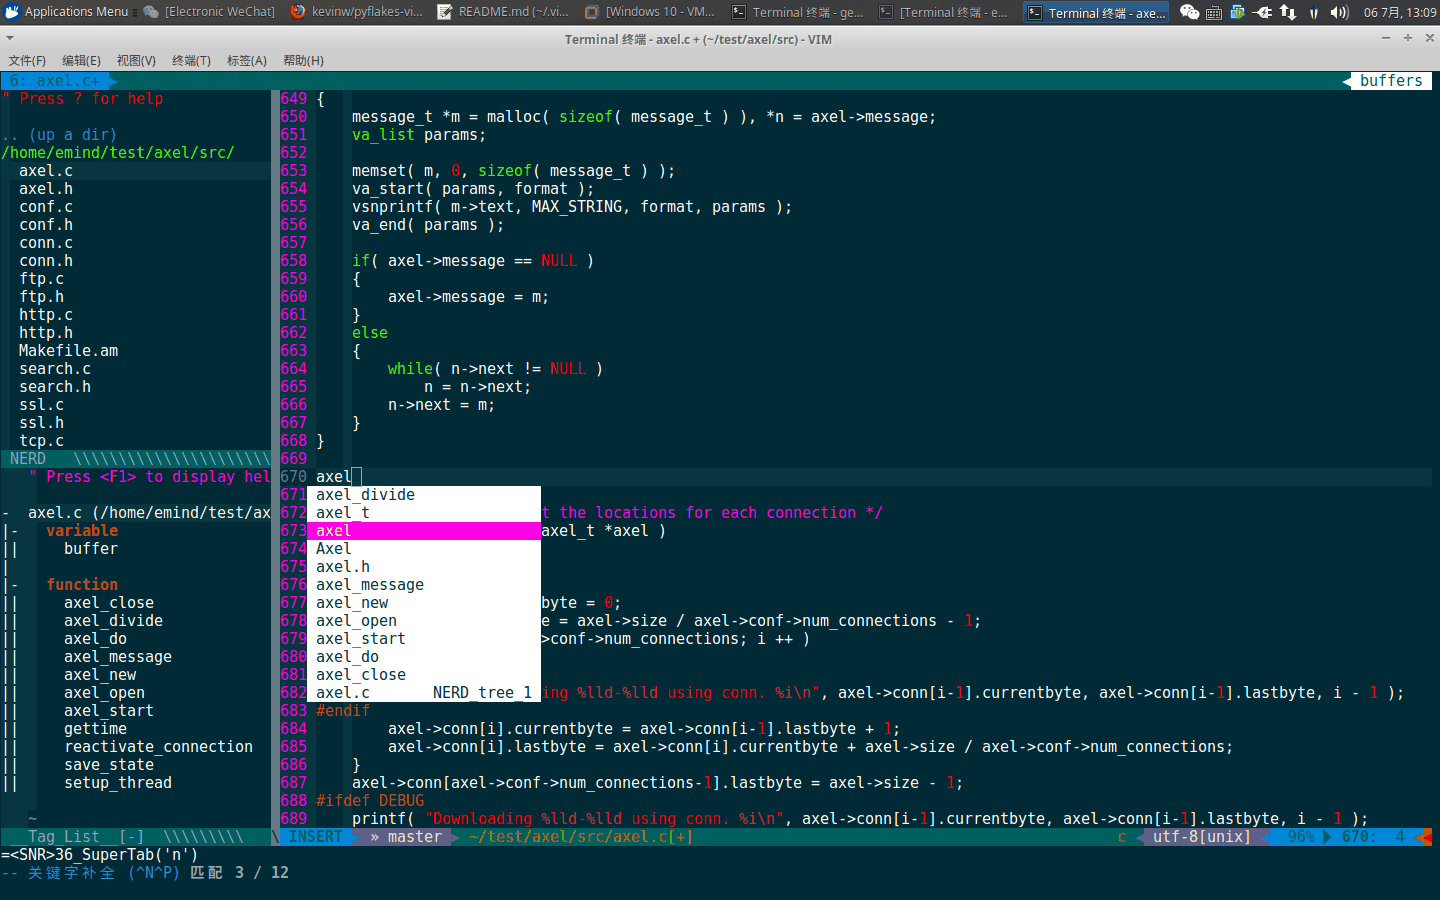 Applications Menu [Electronic WeChat] kevinw/pyflakes-vi... README.md (~/.vi... [Windows 10 - VM... Terminal 终端 - ge... [Terminal 终端 - e... Terminal 终端 - axe... 06 7月, 13:09
Terminal 终端 - axel.c + (~/test/axel/src) - VIM
文件(F) 编辑(E) 视图(V) 终端(T) 标签(A) 帮助(H)
6: axel.c+ buffers
" Press ? for help
.. (up a dir)
/home/emind/test/axel/src/
axel.c
axel.h
conf.c
conf.h
conn.c
conn.h
ftp.c
ftp.h
http.c
http.h
Makefile.am
search.c
search.h
ssl.c
ssl.h
tcp.c
NERD \\\\\\\\\\\\\\\\\\\\\\
" Press <F1> to display hel
- axel.c (/home/emind/test/ax
|- variable
|| buffer
|
|- function
|| axel_close
|| axel_divide
|| axel_do
|| axel_message
|| axel_new
|| axel_open
|| axel_start
|| gettime
|| reactivate_connection
|| save_state
|| setup_thread
~
__Tag_List__[-] \\\\\\\\\ \
649 {
650 message_t *m = malloc( sizeof( message_t ) ), *n = axel->message;
651 va_list params;
652
653 memset( m, 0, sizeof( message_t ) );
654 va_start( params, format );
655 vsnprintf( m->text, MAX_STRING, format, params );
656 va_end( params );
657
658 if( axel->message == NULL )
659 {
660 axel->message = m;
661 }
662 else
663 {
664 while( n->next != NULL )
665 n = n->next;
666 n->next = m;
667 }
668 }
669
670 axel
671 axel_divide
672 axel_t t the locations for each connection */
673 axel axel_t *axel )
674 Axel
675 axel.h
676 axel_message
677 axel_new byte = 0;
678 axel_open e = axel->size / axel->conf->num_connections - 1;
679 axel_start >conf->num_connections; i ++ )
680 axel_do
681 axel_close
682 axel.c NERD_tree_1 ing %lld-%lld using conn. %i\n", axel->conn[i-1].currentbyte, axel->conn[i-1].lastbyte, i - 1 );
683 #endif
684 axel->conn[i].currentbyte = axel->conn[i-1].lastbyte + 1;
685 axel->conn[i].lastbyte = axel->conn[i].currentbyte + axel->size / axel->conf->num_connections;
686 }
687 axel->conn[axel->conf->num_connections-1].lastbyte = axel->size - 1;
688 #ifdef DEBUG
689 printf( "Downloading %lld-%lld using conn. %i\n", axel->conn[i-1].currentbyte, axel->conn[i-1].lastbyte, i - 1 );
INSERT » master ~/test/axel/src/axel.c[+] c utf-8[unix] 96% 670: 4
=<SNR>36_SuperTab('n')
-- 关键字补全 (^N^P) 匹配 3 / 12